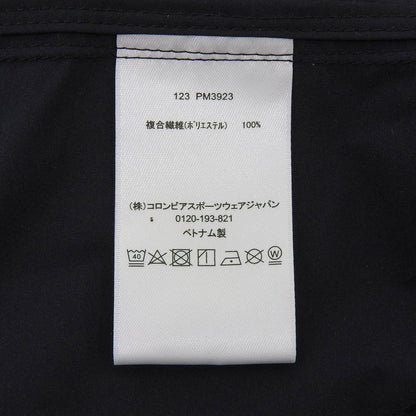 123 PM3923
複合繊維(ポリエステル) 100%
(株)コロンビアスポーツウェアジャパン
0120-193-821
ベトナム製
40 W